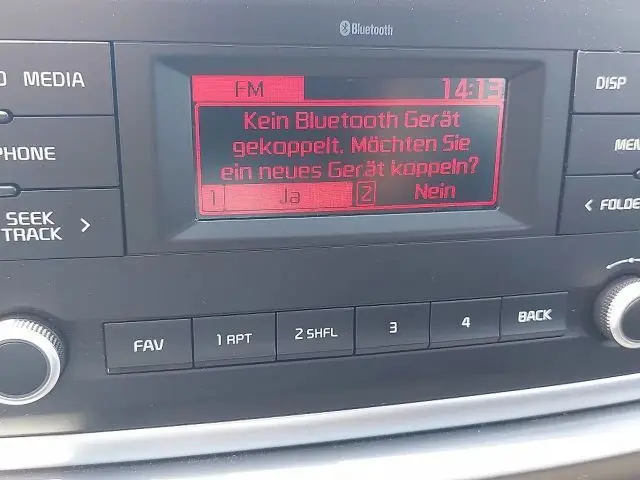 Bluetooth
MEDIA
FM
14:13
DISP
Kein Bluetooth Gerät
gekoppelt. Möchten Sie
ein neues Gerät koppeln?
1 Ja 2 Nein
PHONE
SEEK
TRACK >
< FOLDE
FAV
1 RPT
2 SHFL
3
4
BACK